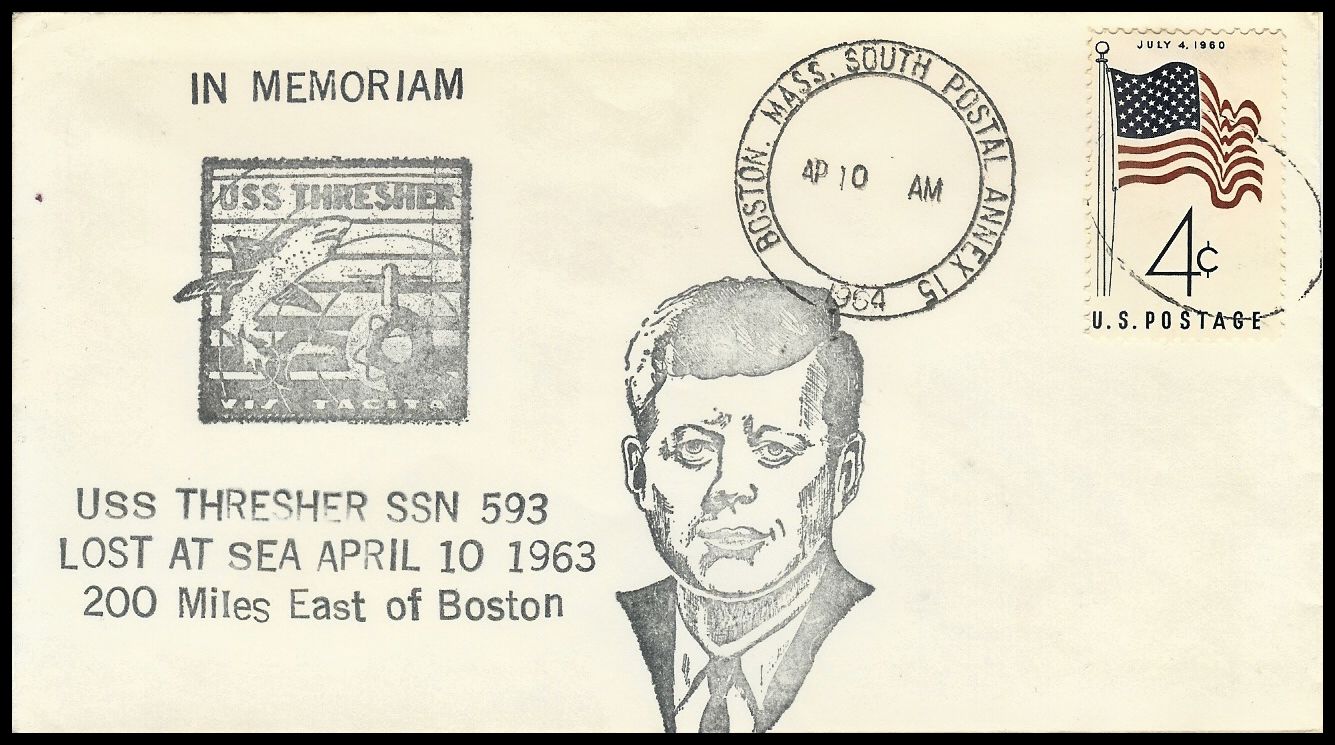 IN MEMORIAM
USS THRESHER
VIS TACITA
USS THRESHER SSN 593
LOST AT SEA APRIL 10 1963
200 Miles East of Boston
BOSTON. MASS. SOUTH POSTAL ANNEX 15
AP 10 AM
1964
JULY 4, 1960
4¢
U.S. POSTAGE